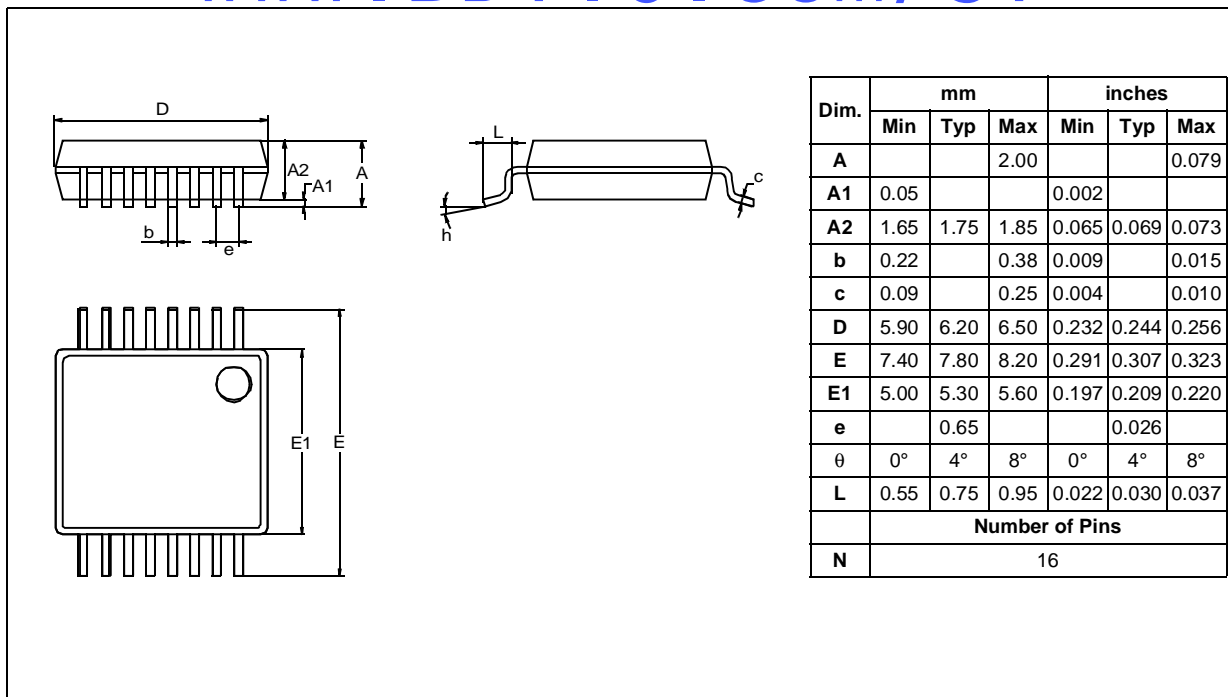 D
A2
A
A1
b
e
L
c
h
E1
E
Dim. mm inches
Min Typ Max Min Typ Max
A 2.00 0.079
A1 0.05 0.002
A2 1.65 1.75 1.85 0.065 0.069 0.073
b 0.22 0.38 0.009 0.015
c 0.09 0.25 0.004 0.010
D 5.90 6.20 6.50 0.232 0.244 0.256
E 7.40 7.80 8.20 0.291 0.307 0.323
E1 5.00 5.30 5.60 0.197 0.209 0.220
e 0.65 0.026
θ 0° 4° 8° 0° 4° 8°
L 0.55 0.75 0.95 0.022 0.030 0.037
Number of Pins
N 16